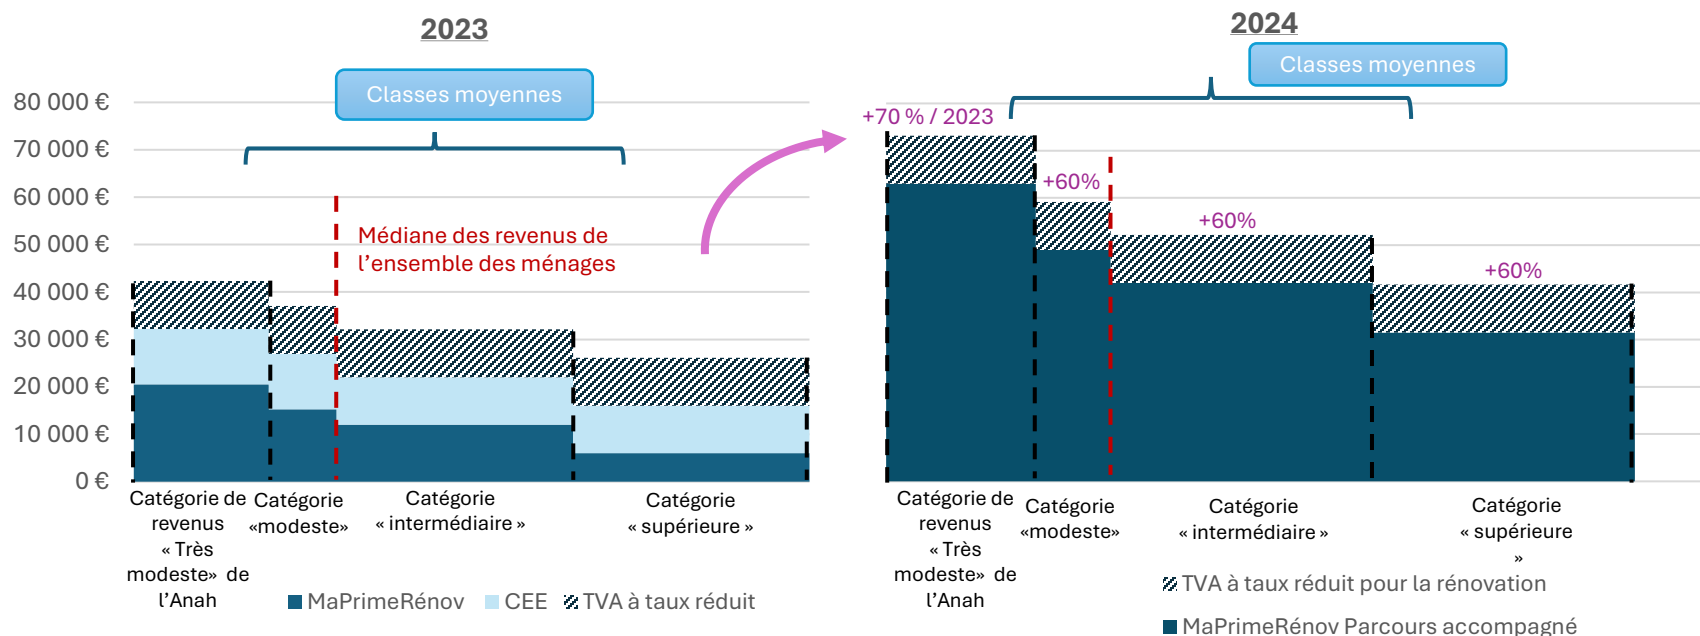 2023
Classes moyennes
80 000 €
70 000 €
60 000 €
50 000 €
40 000 €
30 000 €
20 000 €
10 000 €
0 €
Médiane des revenus de
l’ensemble des ménages
Catégorie de
revenus
« Très
modeste» de
l’Anah
Catégorie
«modeste»
Catégorie
« intermédiaire »
Catégorie
« supérieure »
MaPrimeRénov
CEE
TVA à taux réduit
2024
Classes moyennes
+70 % / 2023
+60%
+60%
+60%
Catégorie de
revenus
« Très
modeste» de
l’Anah
Catégorie
«modeste»
Catégorie
« intermédiaire »
Catégorie
« supérieure
»
TVA à taux réduit pour la rénovation
MaPrimeRénov Parcours accompagné